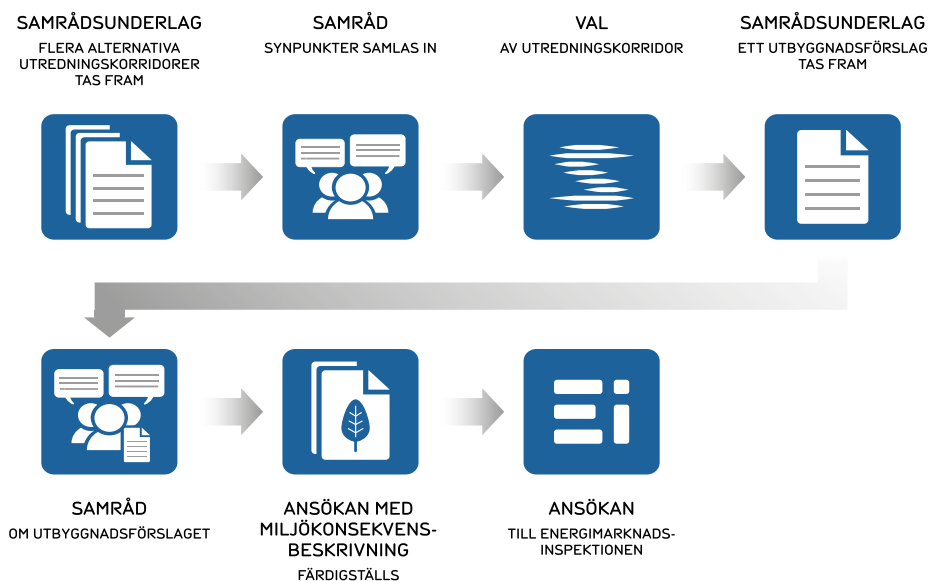 SAMRÅDSUNDERLAG
FLERA ALTERNATIVA
UTREDNINGSKORRIDORER
TAS FRAM
SAMRÅD
SYNPUNKTER SAMLAS IN
VAL
AV UTREDNINGSKORRIDOR
SAMRÅDSUNDERLAG
ETT UTBYGGNADSFÖRSLAG
TAS FRAM
SAMRÅD
OM UTBYGGNADSFÖRSLAGET
ANSÖKAN MED
MILJÖKONSEKVENS-
BESKRIVNING
FÄRDIGSTÄLLS
Ei
ANSÖKAN
TILL ENERGIMARKNADS-
INSPEKTIONEN